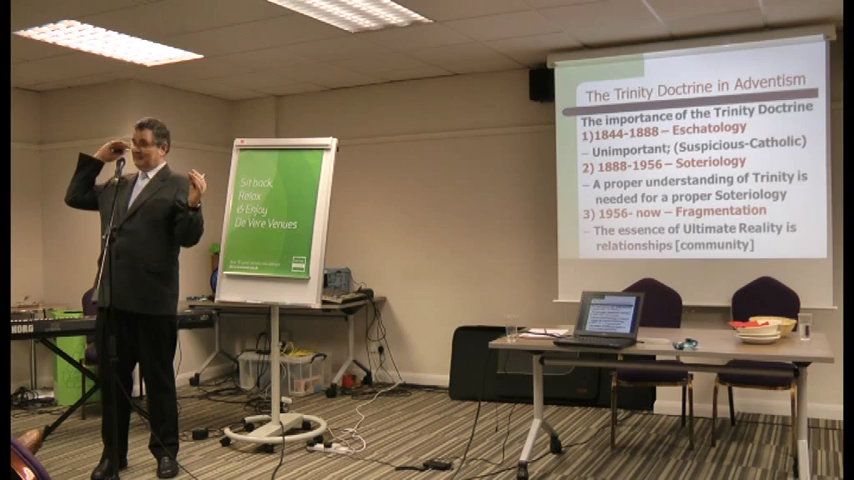 Sit back,
Relax
& Enjoy
De Vere Venues
KORG
The Trinity Doctrine in Adventism
The importance of the Trinity Doctrine
1)1844-1888 – Eschatology
– Unimportant; (Suspicious-Catholic)
2) 1888-1956 – Soteriology
– A proper understanding of Trinity is
needed for a proper Soteriology
3) 1956- now – Fragmentation
– The essence of Ultimate Reality is
relationships [community]